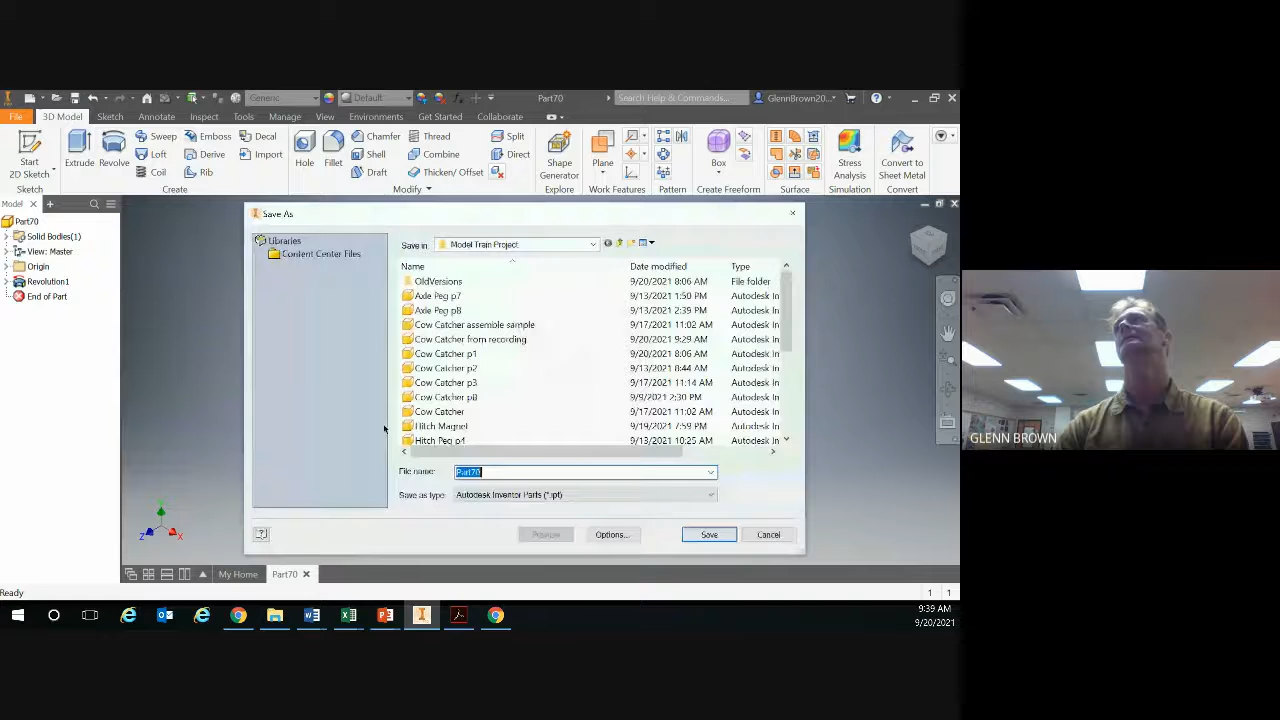 Generic
Default
Part70
Search Help & Commands...
GlennBrown20...
File
3D Model
Sketch
Annotate
Inspect
Tools
Manage
View
Environments
Get Started
Collaborate
Start
2D Sketch
Extrude
Revolve
Sweep
Emboss
Decal
Loft
Derive
Import
Coil
Rib
Hole
Fillet
Chamfer
Thread
Split
Shell
Combine
Direct
Draft
Thicken/ Offset
Shape
Generator
Plane
Box
Stress
Analysis
Convert to
Sheet Metal
Sketch
Create
Modify
Explore
Work Features
Pattern
Create Freeform
Surface
Simulation
Convert
Model
Part70
Solid Bodies(1)
View: Master
Origin
Revolution1
End of Part
Save As
Libraries
Content Center Files
Save in:
Model Train Project
Name
Date modified
Type
OldVersions 9/20/2021 8:06 AM File folder
Axle Peg p7 9/13/2021 1:50 PM Autodesk In
Axle Peg p8 9/13/2021 2:39 PM Autodesk In
Cow Catcher assemble sample 9/17/2021 11:02 AM Autodesk In
Cow Catcher from recording 9/20/2021 9:29 AM Autodesk In
Cow Catcher p1 9/20/2021 8:06 AM Autodesk In
Cow Catcher p2 9/13/2021 8:44 AM Autodesk In
Cow Catcher p3 9/17/2021 11:14 AM Autodesk In
Cow Catcher p8 9/9/2021 2:30 PM Autodesk In
Cow Catcher 9/17/2021 11:02 AM Autodesk In
Hitch Magnet 9/19/2021 7:59 PM Autodesk In
Hitch Peg p4 9/13/2021 10:25 AM Autodesk In
File name:
Part70
Save as type:
Autodesk Inventor Parts (*.ipt)
Preview
Options...
Save
Cancel
My Home
Part70
Ready
1
1
9:39 AM
9/20/2021
GLENN BROWN
X
Y
Z